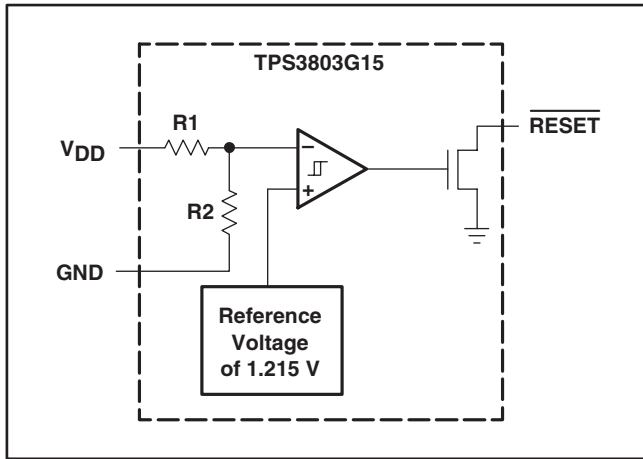 TPS3803G15
R1
VDD
RESET
−
+
R2
GND
Reference
Voltage
of 1.215 V